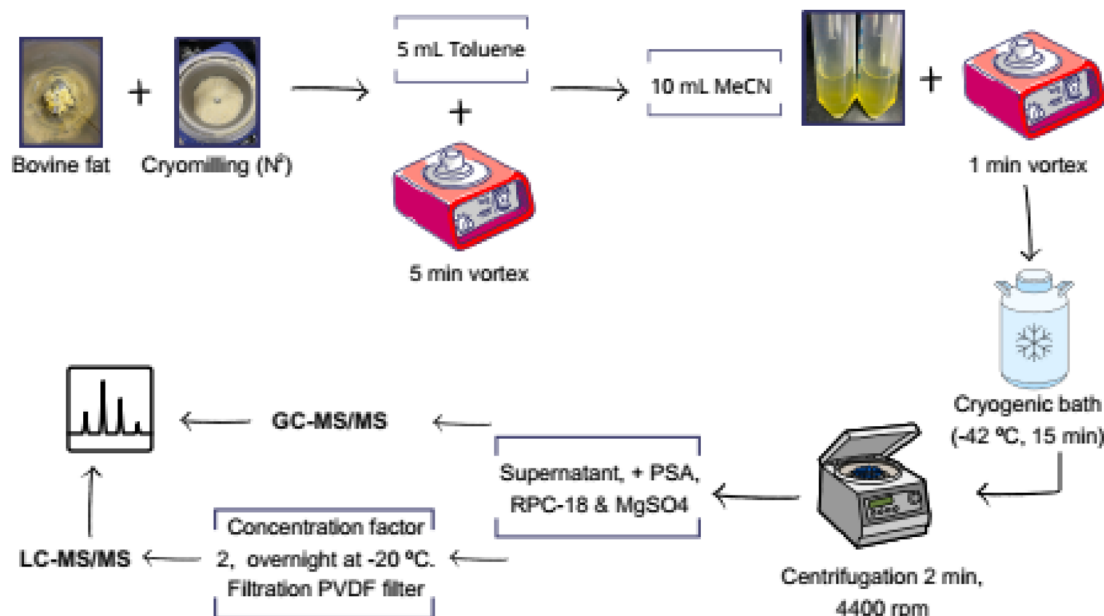 5 mL Toluene
10 mL MeCN
Bovine fat
Cryomilling (N²)
1 min vortex
5 min vortex
Cryogenic bath
(-42 ºC, 15 min)
GC-MS/MS
Supernatant, + PSA,
RPC-18 & MgSO4
Concentration factor
2, overnight at -20 ºC.
Filtration PVDF filter
LC-MS/MS
Centrifugation 2 min,
4400 rpm